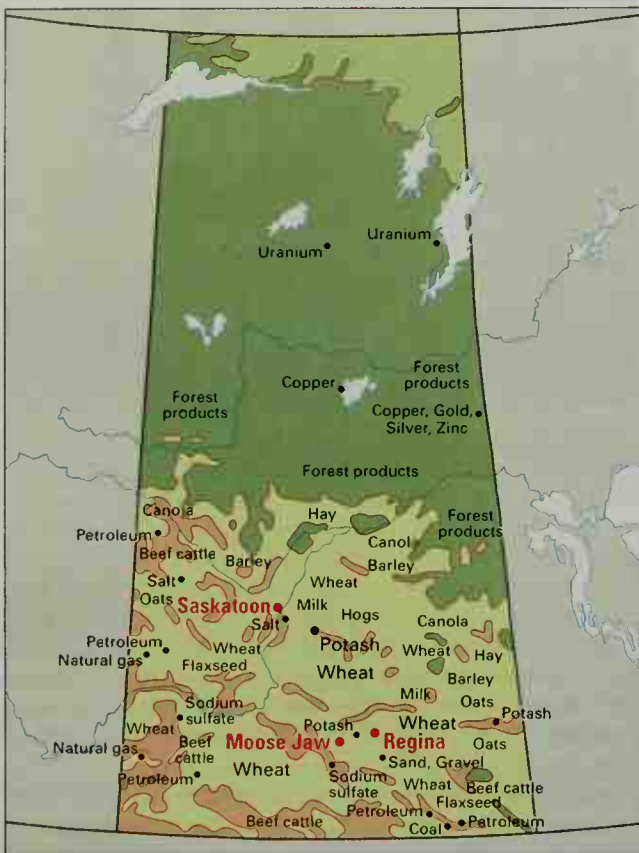 Uranium
Uranium
Copper
Forest
products
Forest
products
Copper, Gold,
Silver, Zinc
Forest products
Canola
Hay
Forest
products
Petroleum
Canol
Beef cattle
Barley
Barley
Salt
Wheat
Oats
Saskatoon
Milk
Salt
Hogs
Canola
Petroleum
Wheat
Potash
Wheat
Hay
Natural gas
Flaxseed
Wheat
Barley
Sodium
sulfate
Milk
Oats
Wheat
Potash
Wheat
Potash
Beef
cattle
Moose Jaw
Regina
Oats
Natural gas
Sand, Gravel
Petroleum
Wheat
Sodium
sulfate
Wheat
Beef cattle
Flaxseed
Petroleum
Beef cattle
Coal
Petroleum